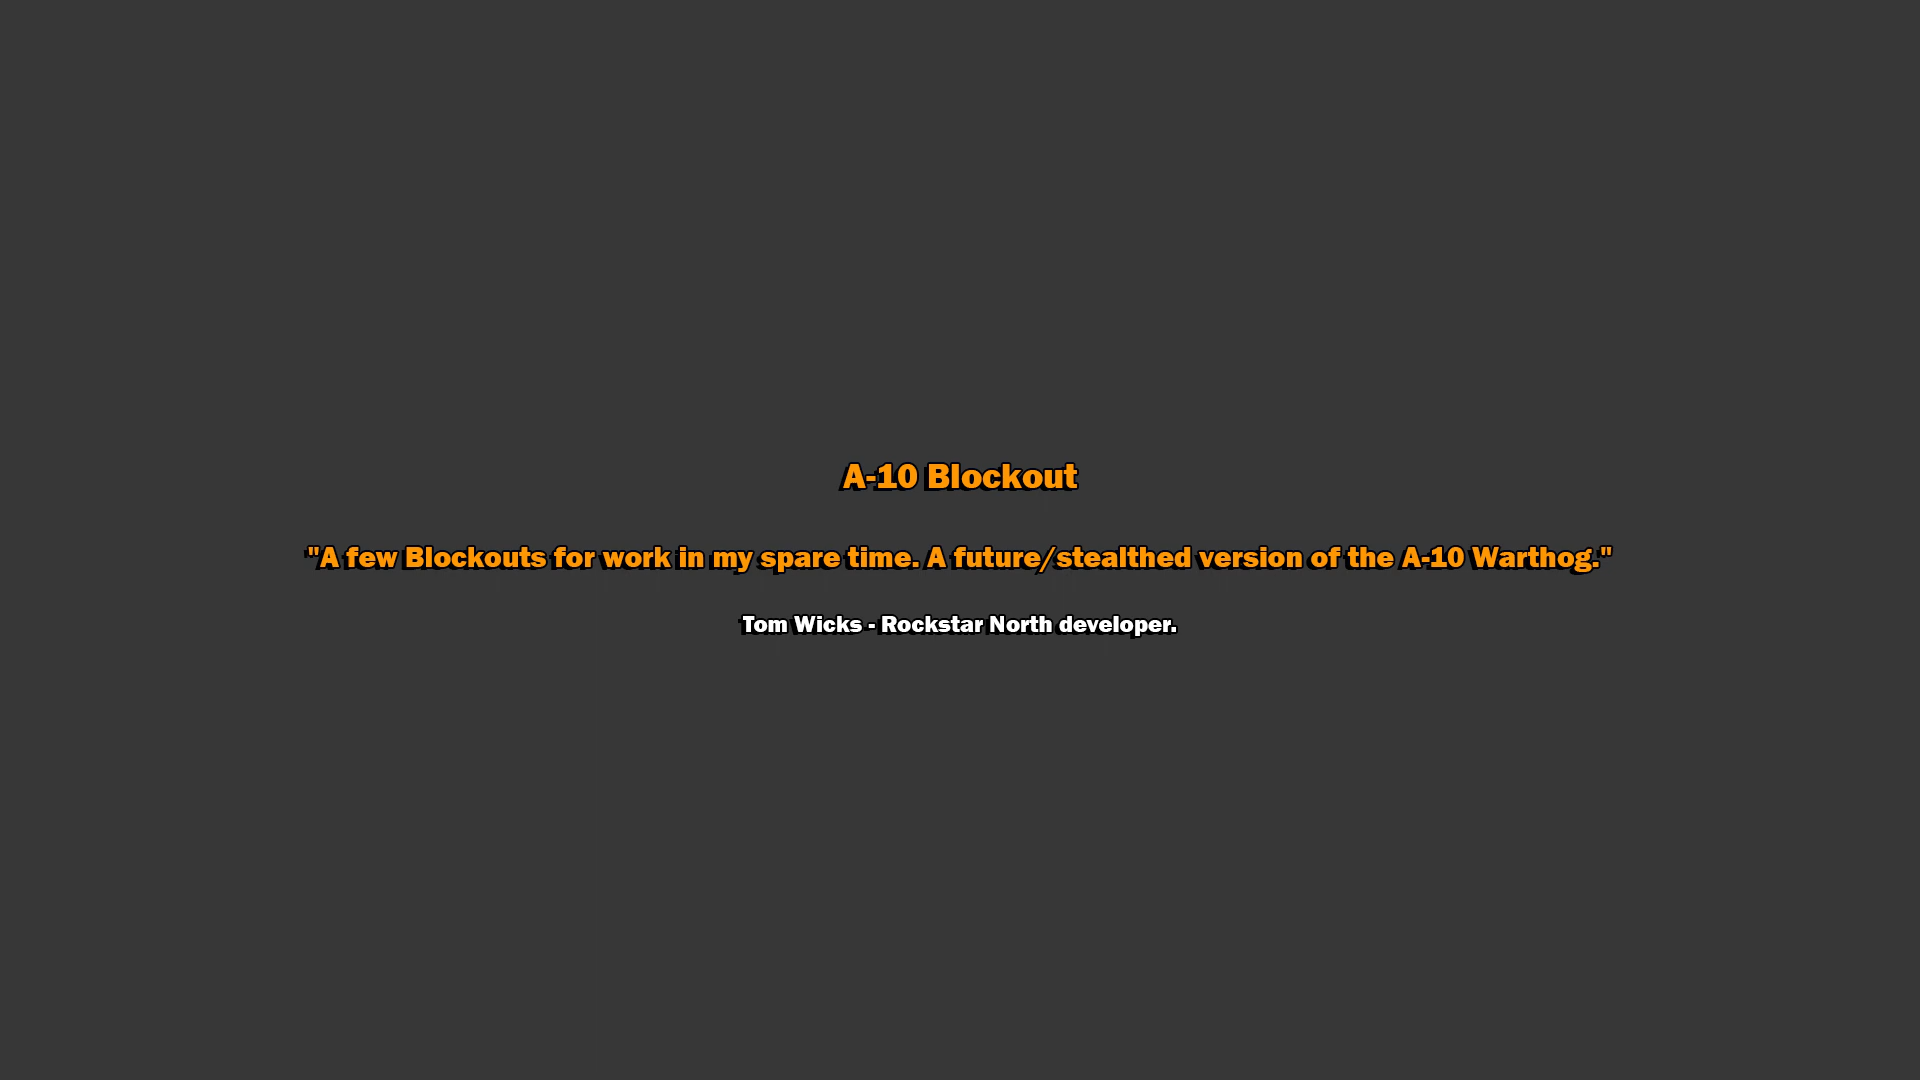 A-10 Blockout
"A few Blockouts for work in my spare time. A future/stealthed version of the A-10 Warthog."
Tom Wicks - Rockstar North developer.